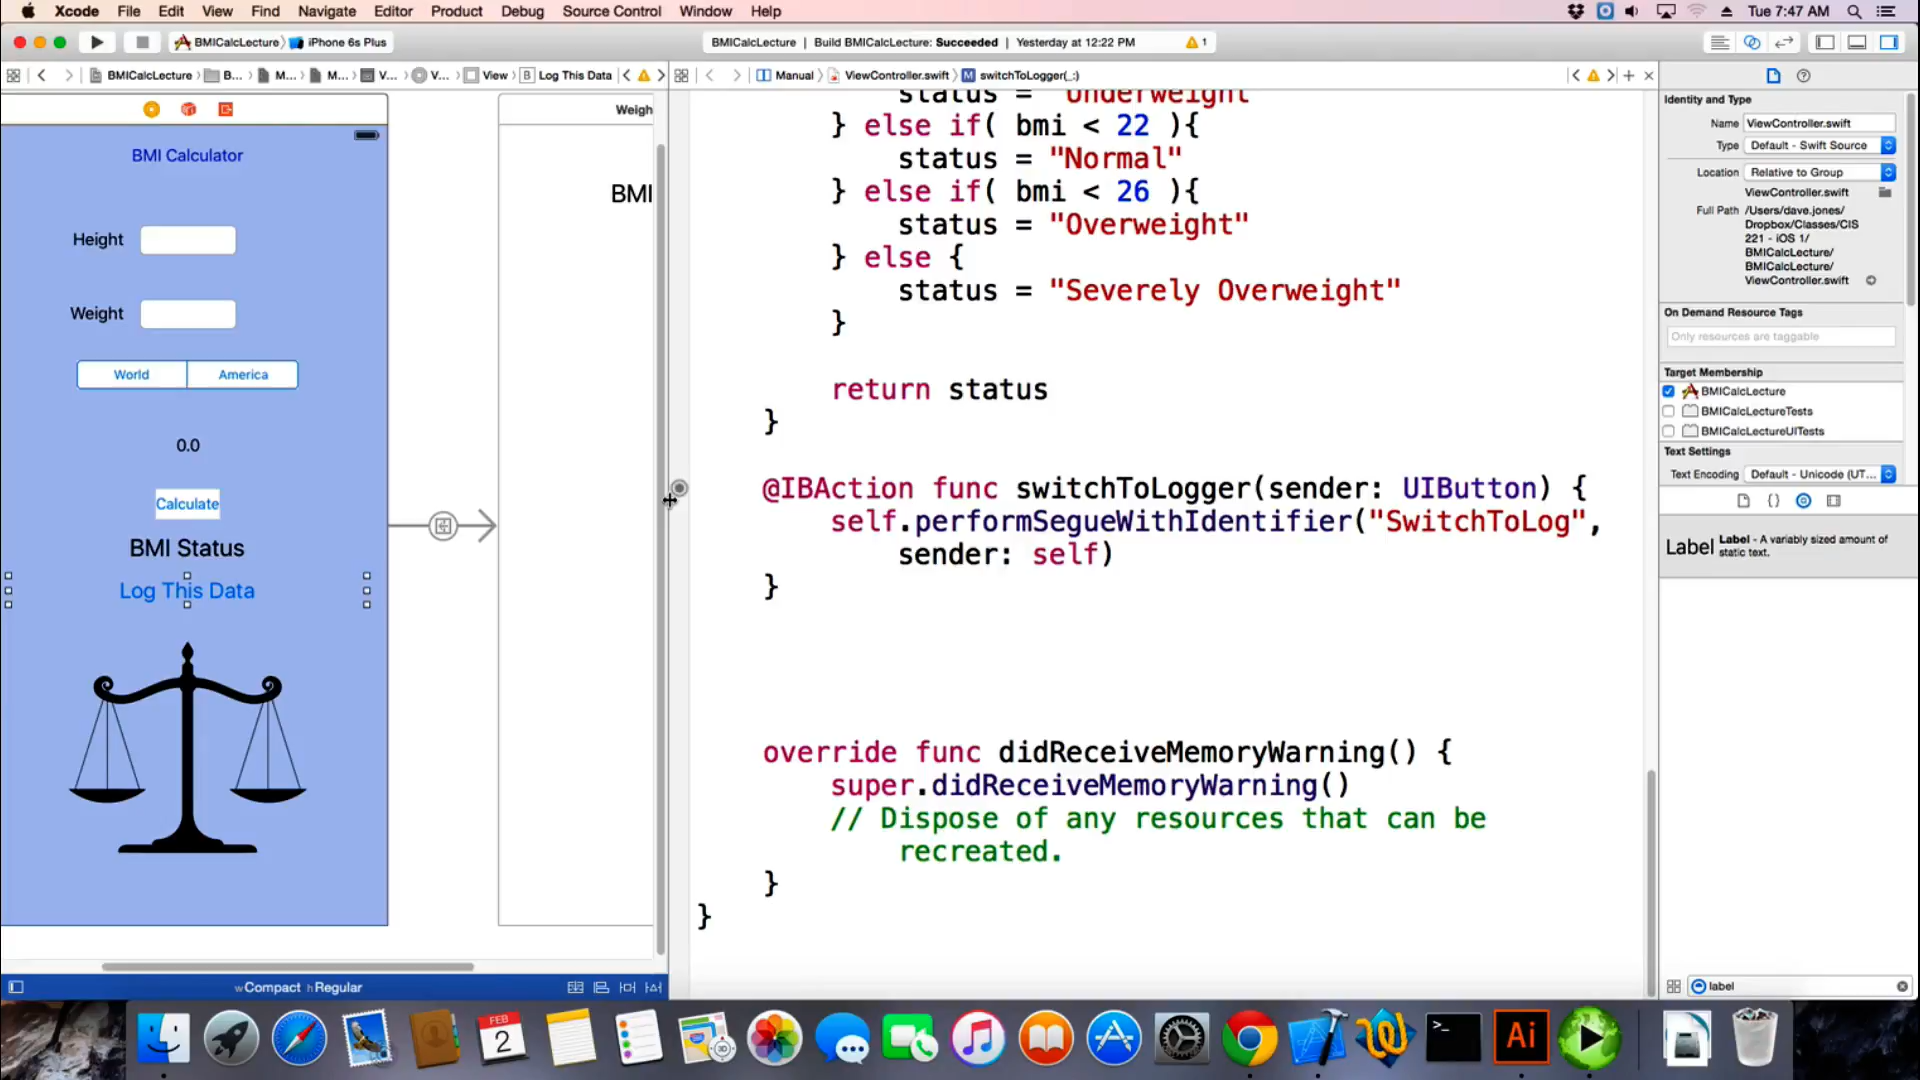 Xcode File Edit View Find Navigate Editor Product Debug Source Control Window Help Tue 7:47 AM
BMICalcLecture iPhone 6s Plus BMICalcLecture | Build BMICalcLecture: Succeeded | Yesterday at 12:22 PM 1
BMICalcLecture B... M... M... V... V... View B Log This Data Manual ViewController.swift M switchToLogger(_:)
Weigh
BMI Calculator
BMI
Height
Weight
World America
0.0
Calculate
BMI Status
Log This Data
wCompact hRegular
status = "Underweight
} else if( bmi < 22 ){
status = "Normal"
} else if( bmi < 26 ){
status = "Overweight"
} else {
status = "Severely Overweight"
}
return status
}
@IBAction func switchToLogger(sender: UIButton) {
self.performSegueWithIdentifier("SwitchToLog",
sender: self)
}
override func didReceiveMemoryWarning() {
super.didReceiveMemoryWarning()
// Dispose of any resources that can be
recreated.
}
}
Identity and Type
Name ViewController.swift
Type Default - Swift Source
Location Relative to Group
ViewController.swift
Full Path /Users/dave.jones/
Dropbox/Classes/CIS
221 - iOS 1/
BMICalcLecture/
BMICalcLecture/
ViewController.swift
On Demand Resource Tags
Only resources are taggable
Target Membership
BMICalcLecture
BMICalcLectureTests
BMICalcLectureUITests
Text Settings
Text Encoding Default - Unicode (UT...
{ }
Label Label - A variably sized amount of
static text.
label
FEB
2
>_
Ai